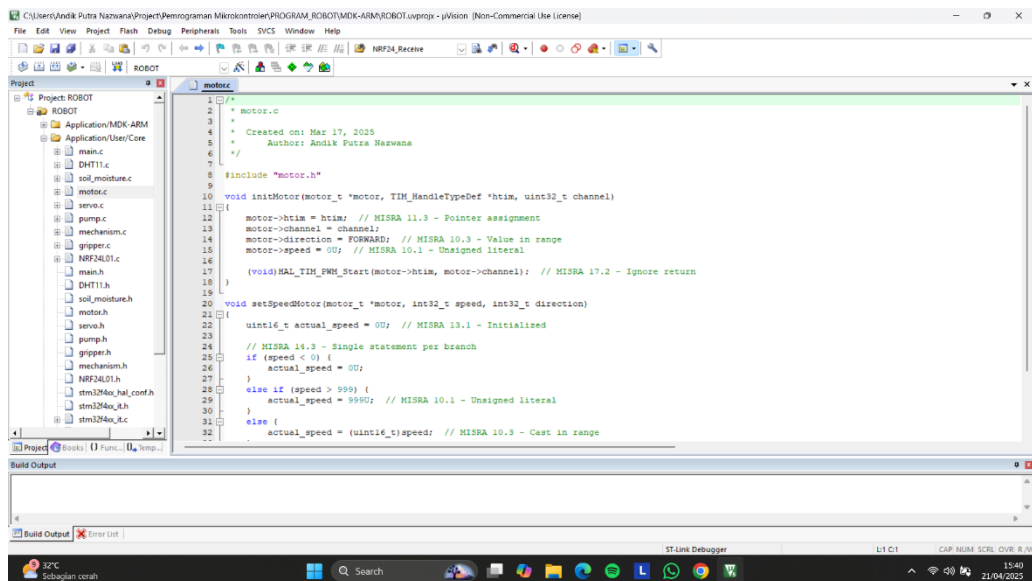 C:\Users\Andik Putra Nazwana\Project\Pemrograman Mikrokontroler\PROGRAM_ROBOT\MDK-ARM\ROBOT.uvprojx - µVision [Non-Commercial Use License]
File Edit View Project Flash Debug Peripherals Tools SVCS Window Help
NRF24_Receive
ROBOT
Project
Project: ROBOT
ROBOT
Application/MDK-ARM
Application/User/Core
main.c
DHT11.c
soil_moisture.c
motor.c
servo.c
pump.c
mechanism.c
gripper.c
NRF24L01.c
main.h
DHT11.h
soil_moisture.h
motor.h
servo.h
pump.h
gripper.h
mechanism.h
NRF24L01.h
stm32f4xx_hal_conf.h
stm32f4xx_it.h
stm32f4xx_it.c
Project Books {} Func... 0 Temp...
motor.c
1 /*
2 * motor.c
3 *
4 * Created on: Mar 17, 2025
5 * Author: Andik Putra Nazwana
6 */
7
8 #include "motor.h"
9
10 void initMotor(motor_t *motor, TIM_HandleTypeDef *htim, uint32_t channel)
11 {
12 motor->htim = htim; // MISRA 11.3 - Pointer assignment
13 motor->channel = channel;
14 motor->direction = FORWARD; // MISRA 10.3 - Value in range
15 motor->speed = 0U; // MISRA 10.1 - Unsigned literal
16
17 (void)HAL_TIM_PWM_Start(motor->htim, motor->channel); // MISRA 17.2 - Ignore return
18 }
19
20 void setSpeedMotor(motor_t *motor, int32_t speed, int32_t direction)
21 {
22 uint16_t actual_speed = 0U; // MISRA 13.1 - Initialized
23
24 // MISRA 14.3 - Single statement per branch
25 if (speed < 0) {
26 actual_speed = 0U;
27 }
28 else if (speed > 999) {
29 actual_speed = 999U; // MISRA 10.1 - Unsigned literal
30 }
31 else {
32 actual_speed = (uint16_t)speed; // MISRA 10.3 - Cast in range
Build Output
Build Output Error List
ST-Link Debugger L:1 C:1 CAP NUM SCRL OVR R/W
9
32°C
Sebagian cerah
Search
L
15:40
21/04/2025